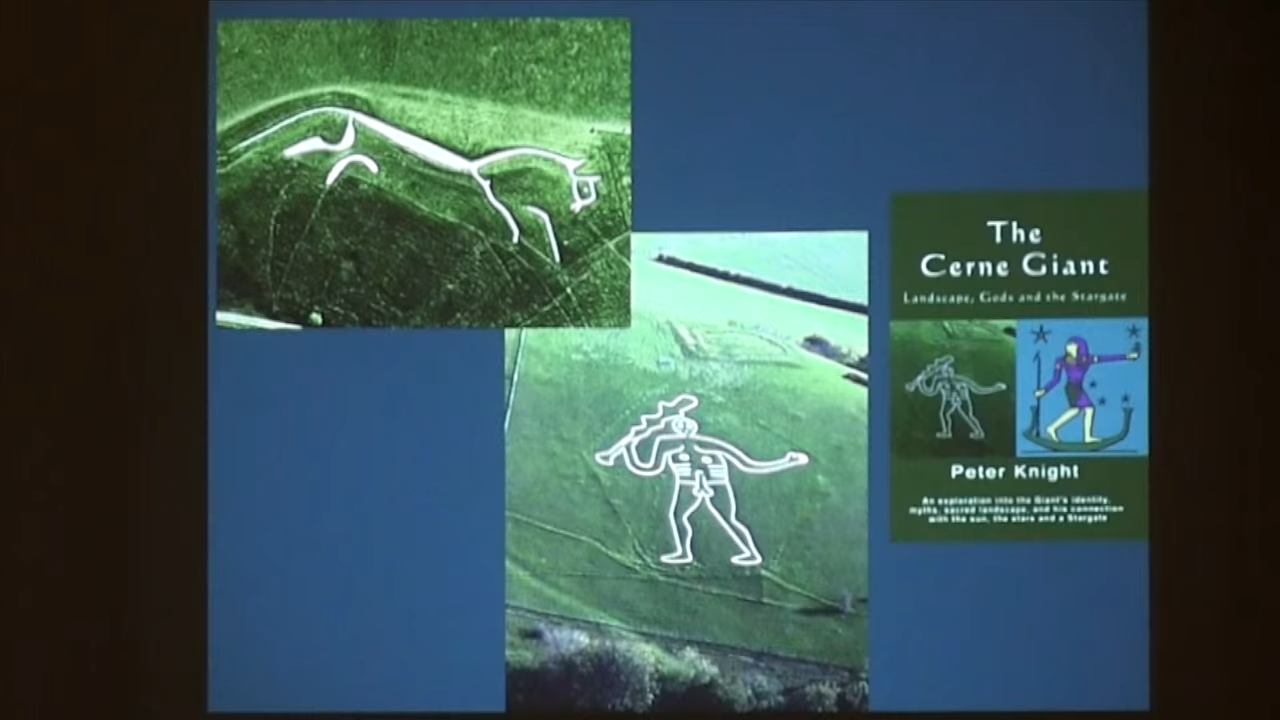 The
Cerne Giant
Landscape, Gods and the Stargate
Peter Knight
An exploration into the Giant's identity,
myths, sacred landscape, and his connection
with the sun, the stars and a Stargate